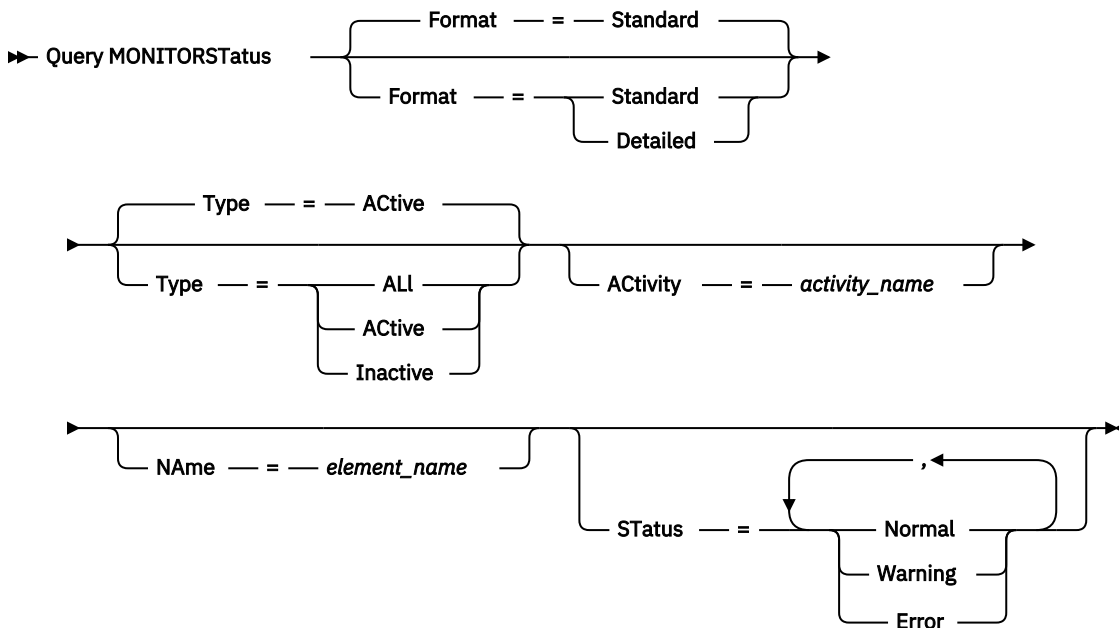 Format = Standard
Query MONITORSTatus
Format = Standard
Detailed
Type = ACtive
Type = ALl
ACtivity = activity_name
ACtive
Inactive
NAme = element_name
,
STatus = Normal
Warning
Error